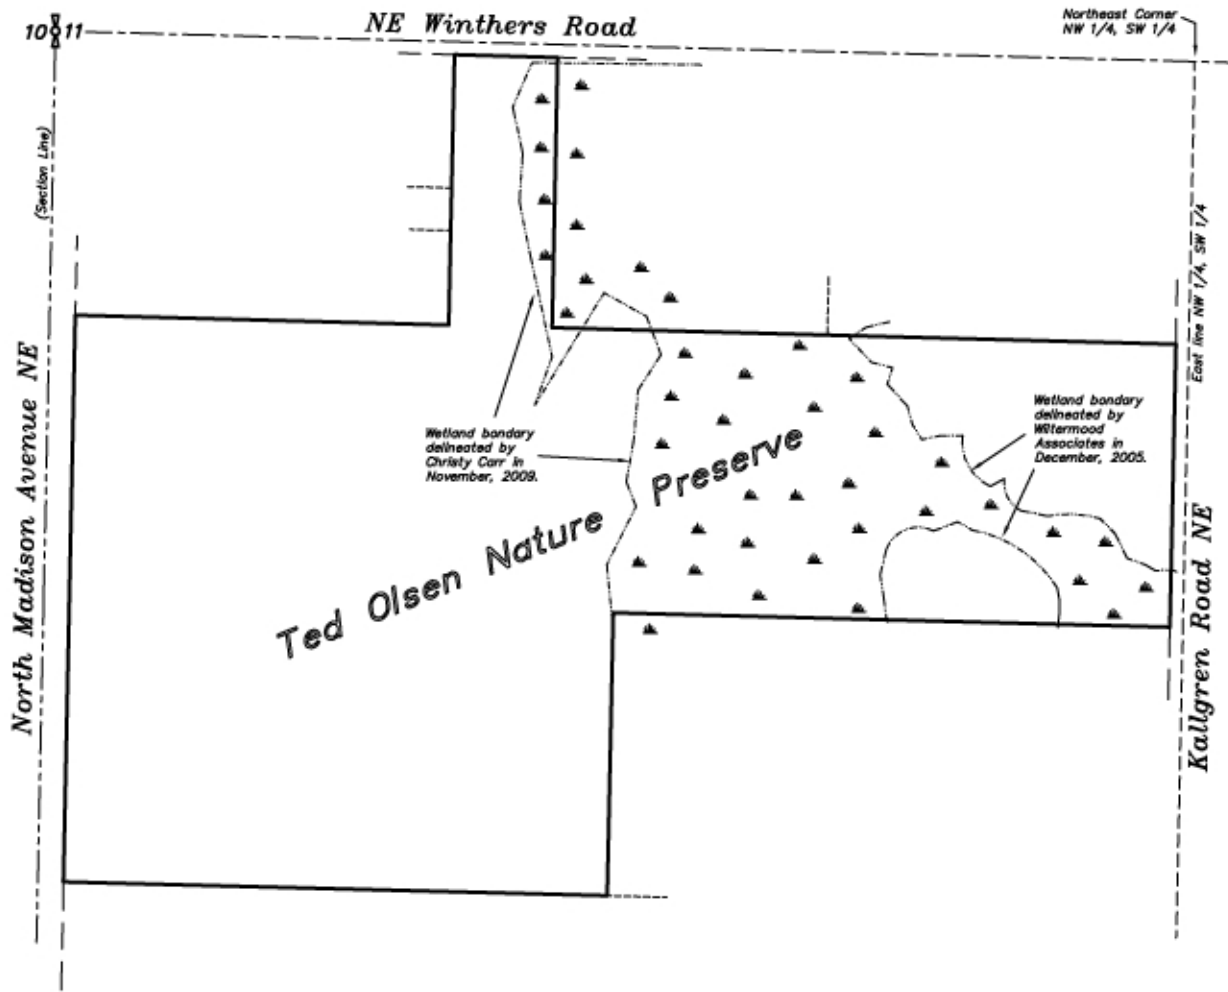 NE Winthers Road
Northeast Corner
NW 1/4, SW 1/4
10 11
(Section Line)
East line NW 1/4, SW 1/4
North Madison Avenue NE
Wetland bondary
delineated by
Christy Carr in
November, 2009.
Wetland bondary
delineated by
Wiltermood
Associates in
December, 2005.
Ted Olsen Nature Preserve
Kallgren Road NE